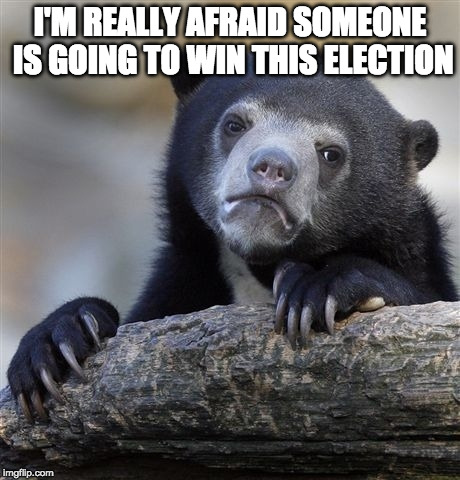 I'M REALLY AFRAID SOMEONE
IS GOING TO WIN THIS ELECTION
imgflip.com